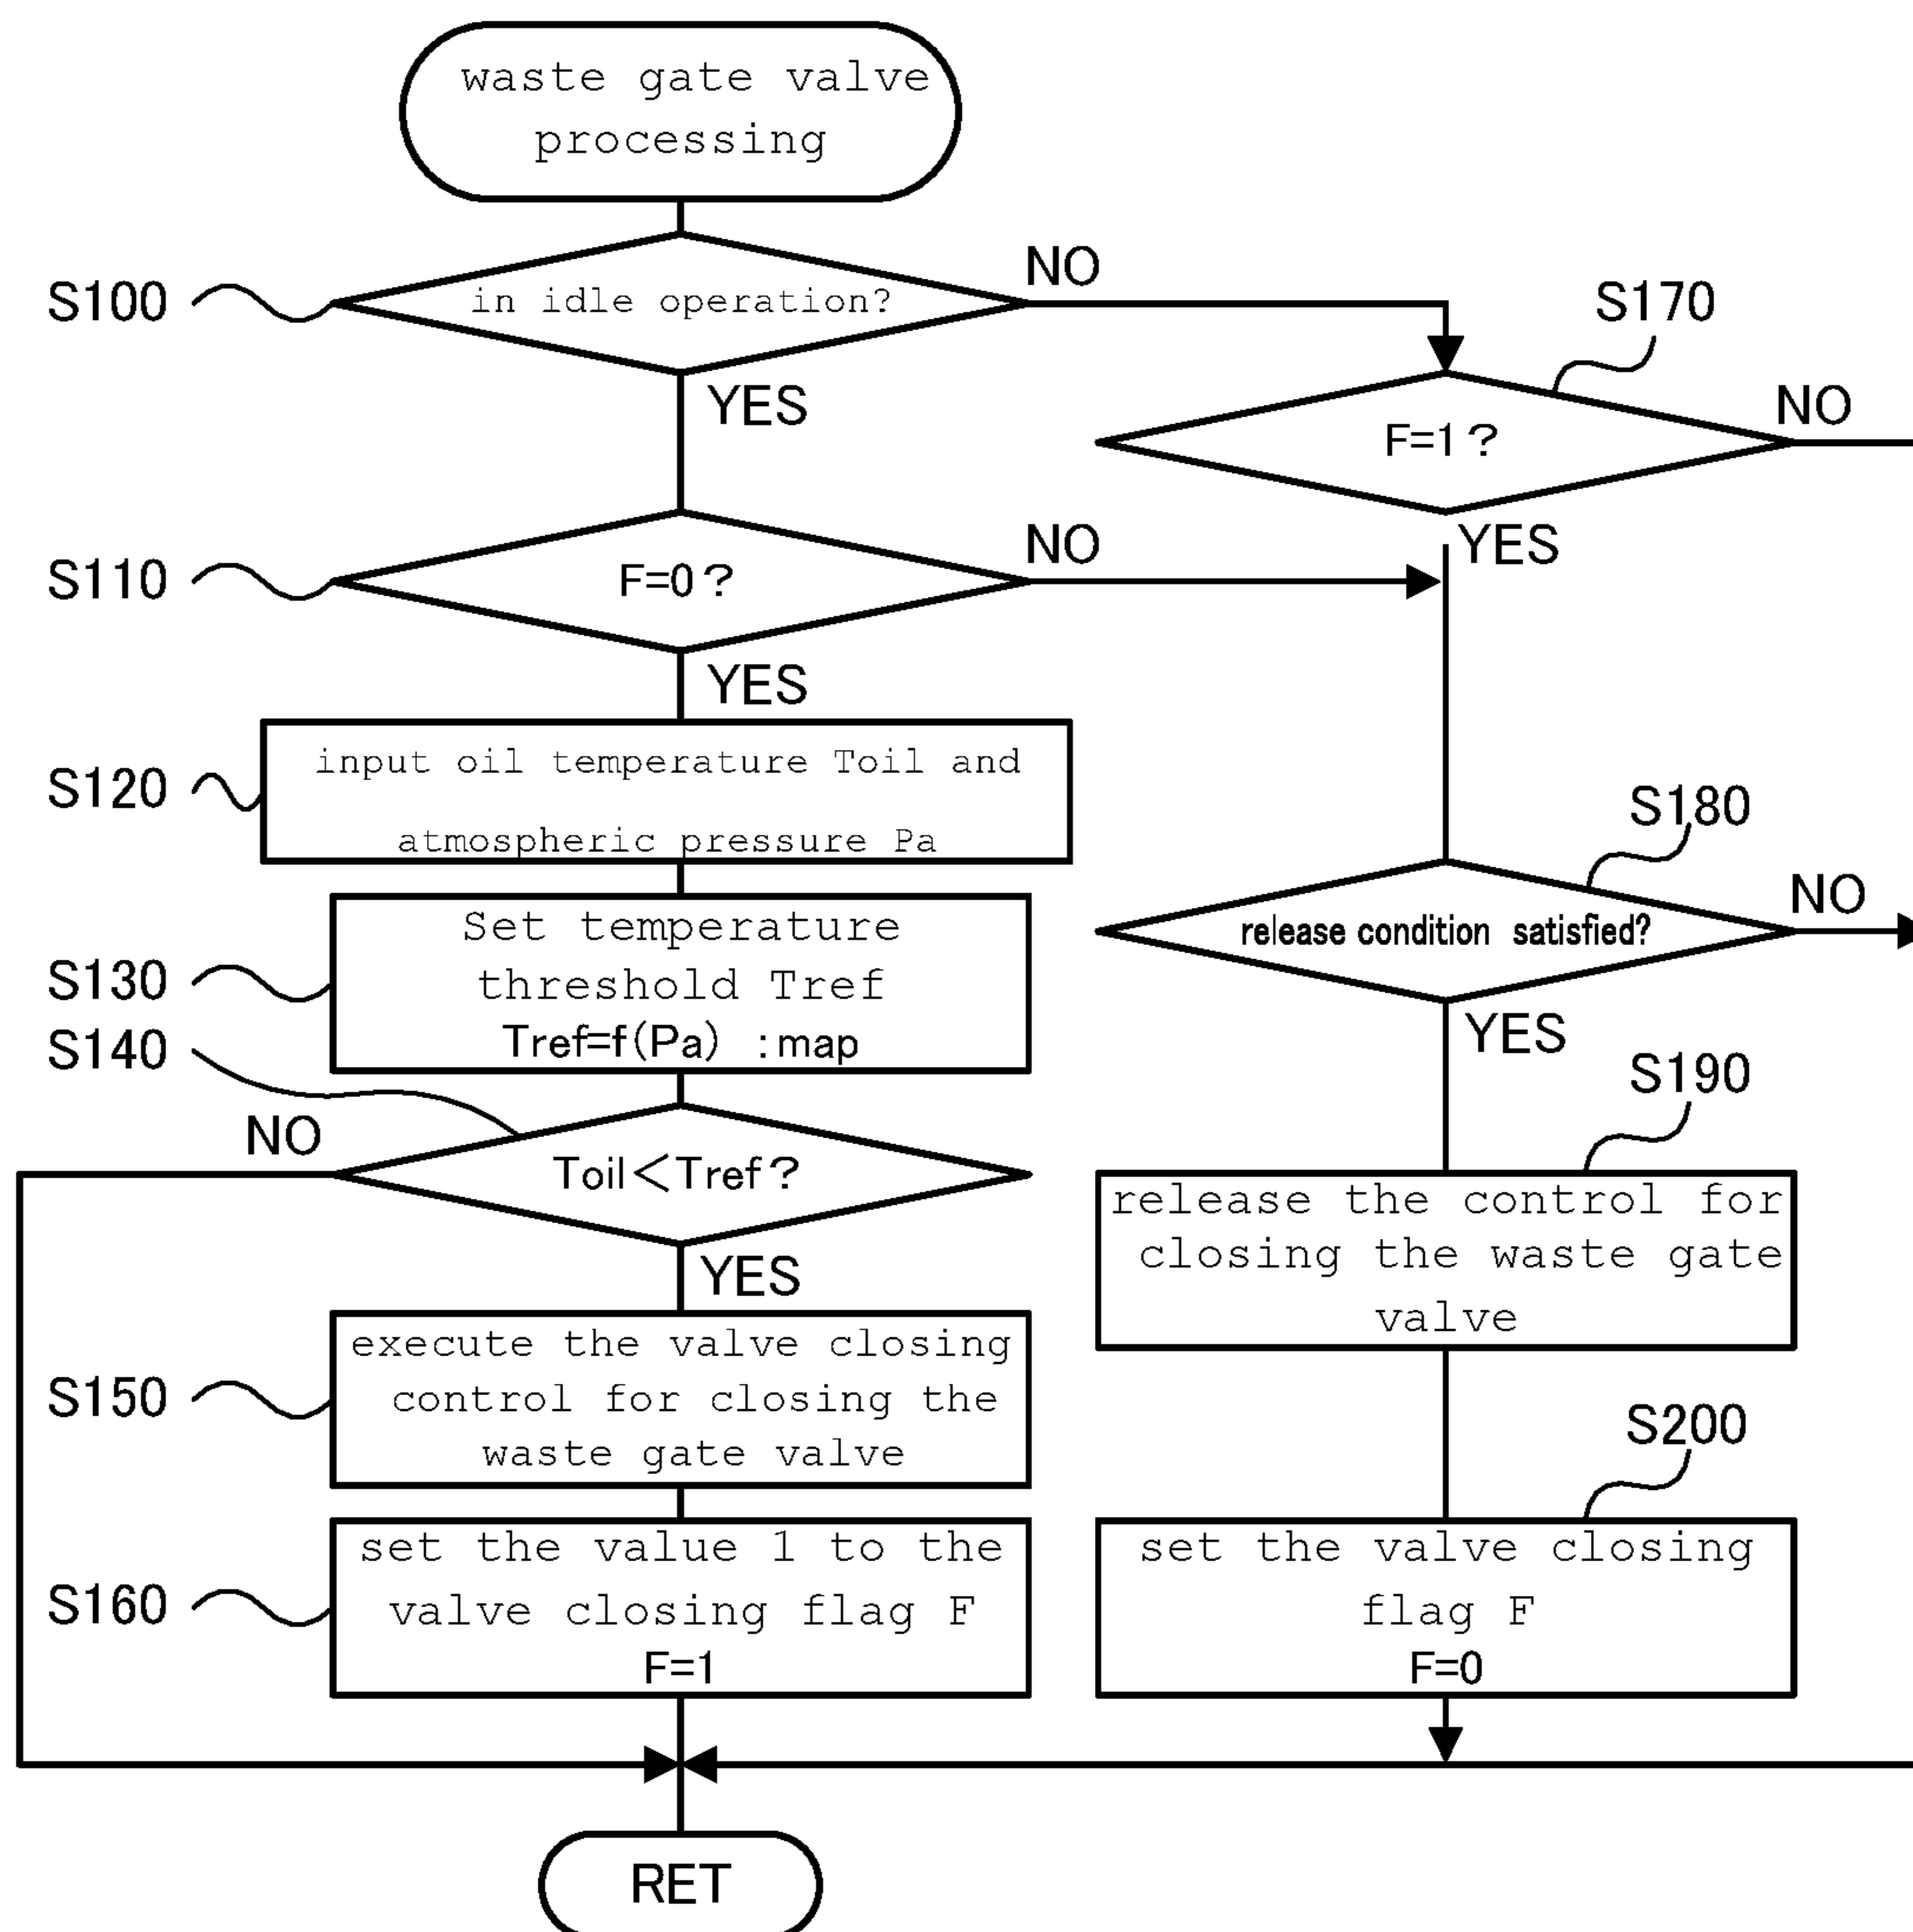 waste gate valve
processing
S100
in idle operation?
NO
YES
S170
F=1?
NO
YES
S110
F=0?
NO
YES
S120
input oil temperature Toil and
atmospheric pressure Pa
S130
Set temperature
threshold Tref
Tref=f(Pa) :map
S140
NO
Toil<Tref?
YES
S150
execute the valve closing
control for closing the
waste gate valve
S160
set the value 1 to the
valve closing flag F
F=1
S180
release condition satisfied?
NO
YES
S190
release the control for
closing the waste gate
valve
S200
set the valve closing
flag F
F=0
RET